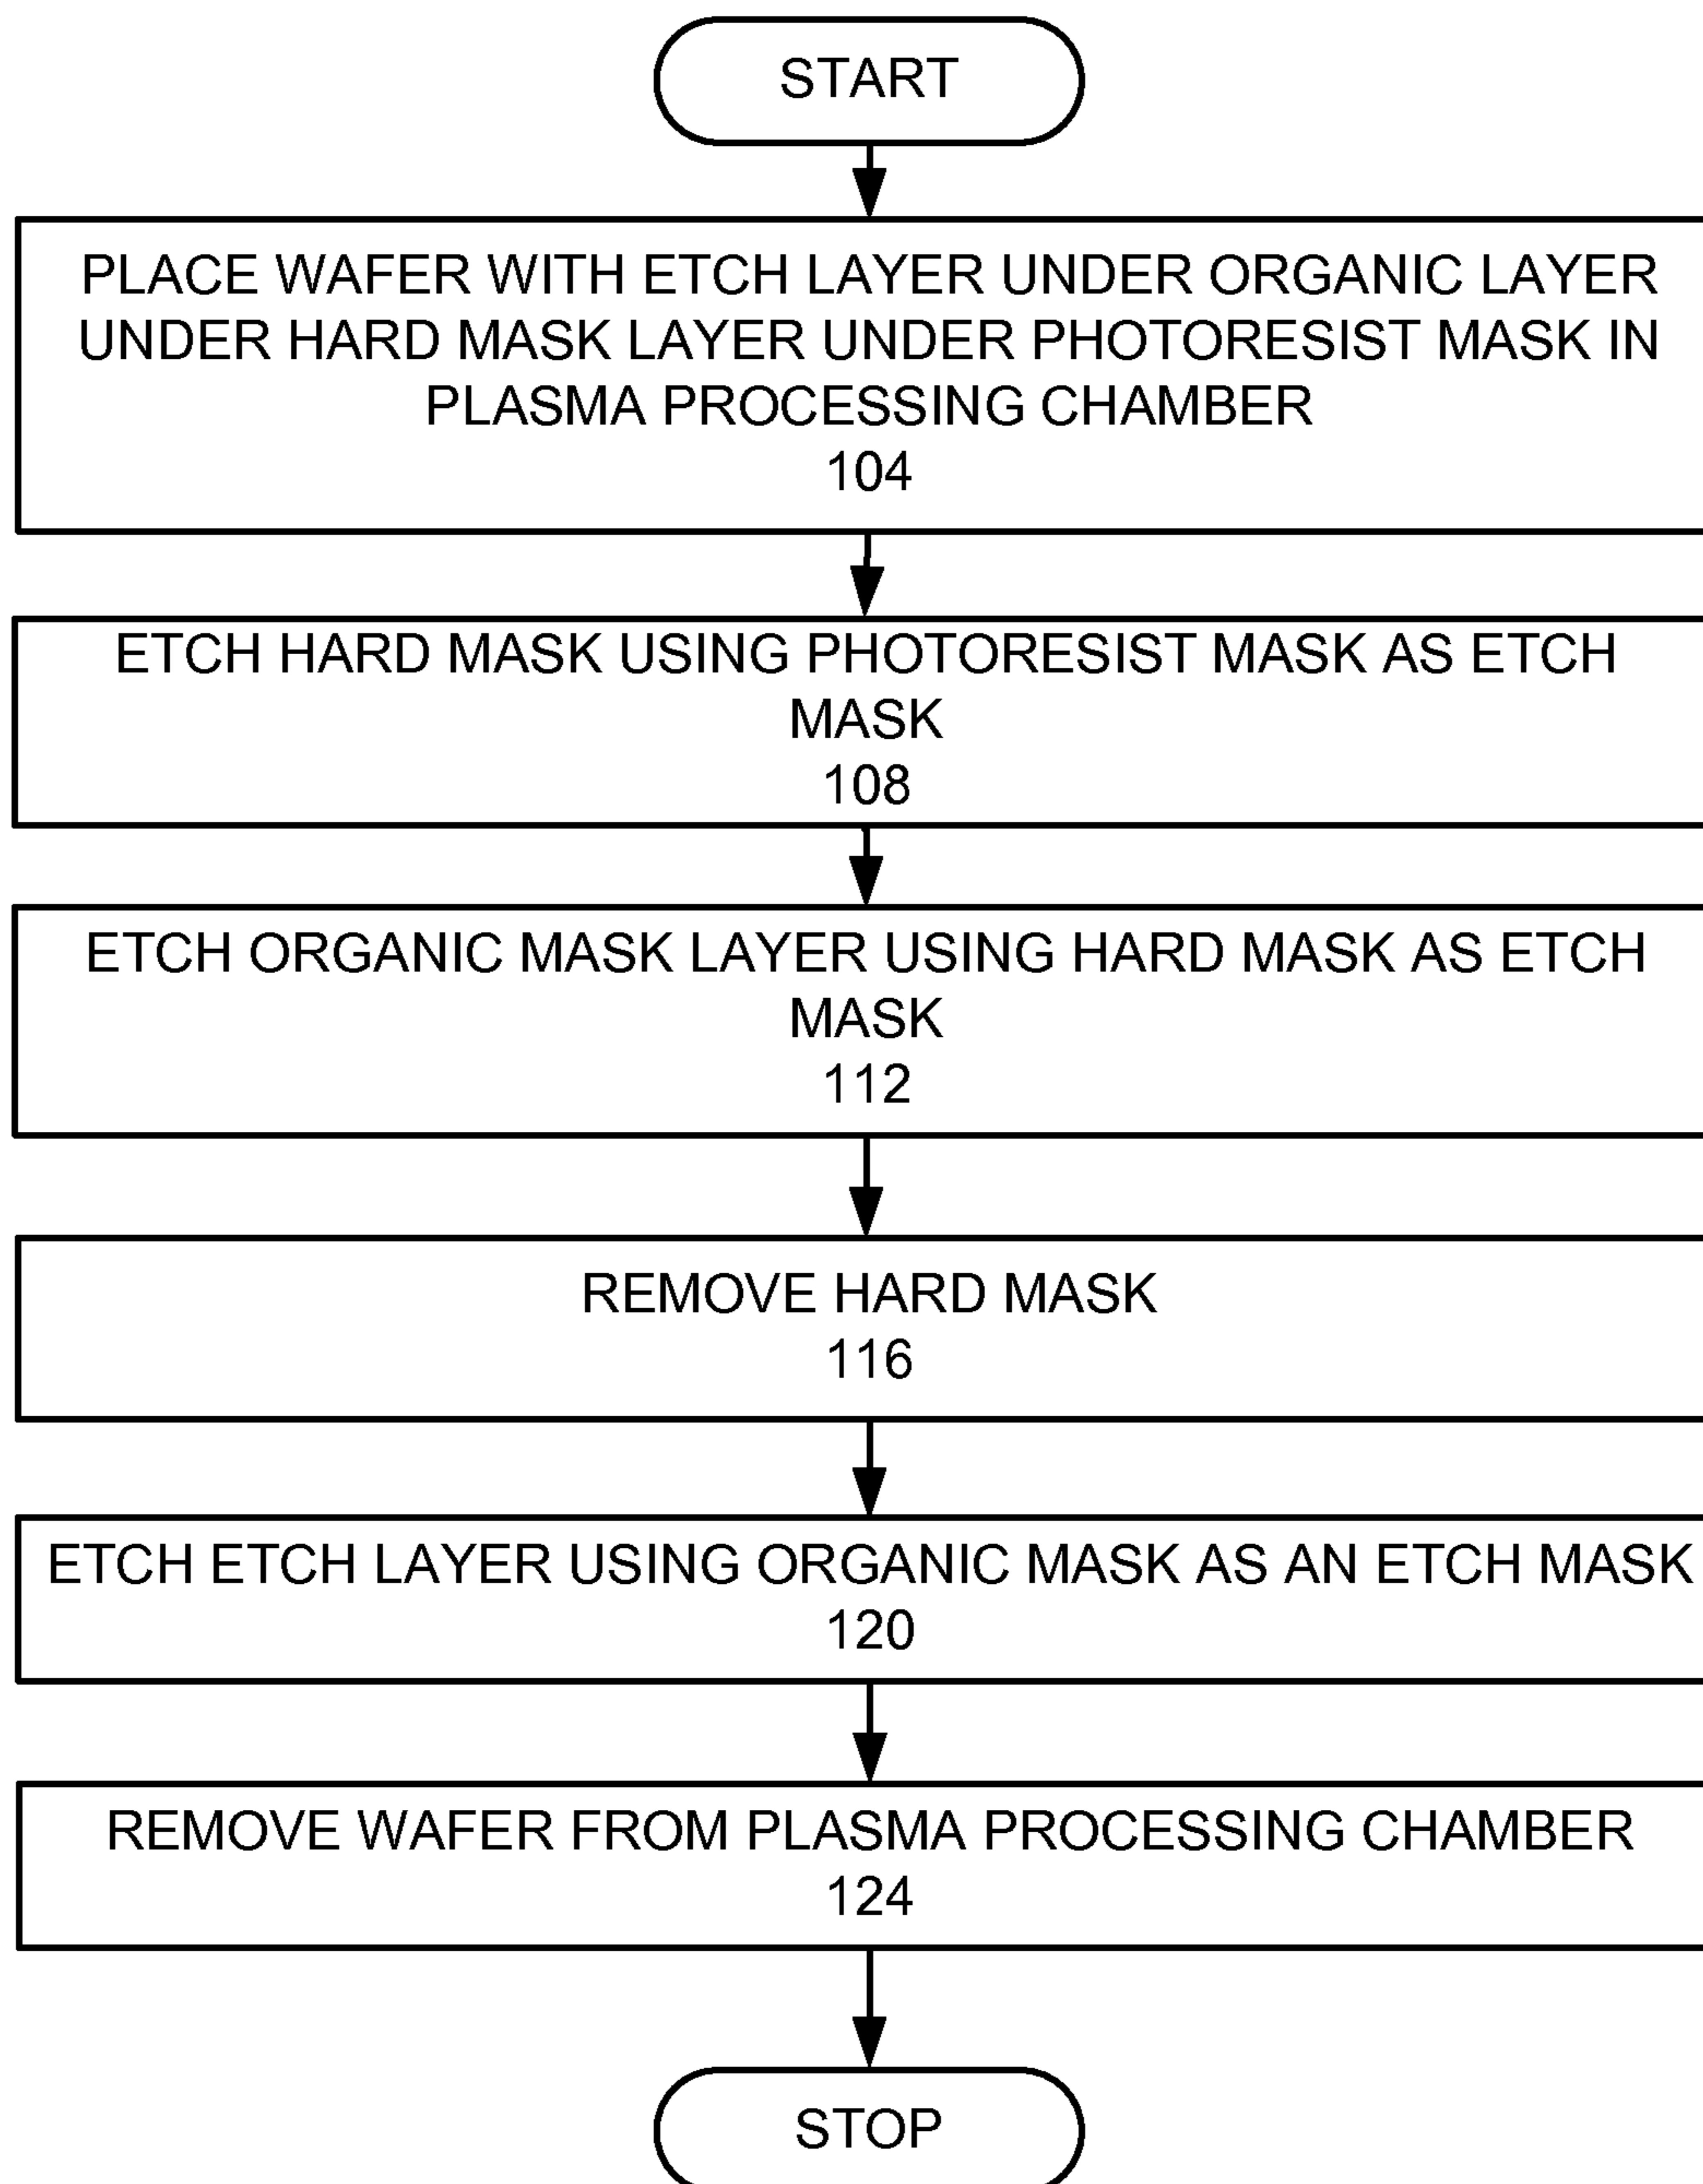 START
PLACE WAFER WITH ETCH LAYER UNDER ORGANIC LAYER
UNDER HARD MASK LAYER UNDER PHOTORESIST MASK IN
PLASMA PROCESSING CHAMBER
104
ETCH HARD MASK USING PHOTORESIST MASK AS ETCH
MASK
108
ETCH ORGANIC MASK LAYER USING HARD MASK AS ETCH
MASK
112
REMOVE HARD MASK
116
ETCH ETCH LAYER USING ORGANIC MASK AS AN ETCH MASK
120
REMOVE WAFER FROM PLASMA PROCESSING CHAMBER
124
STOP